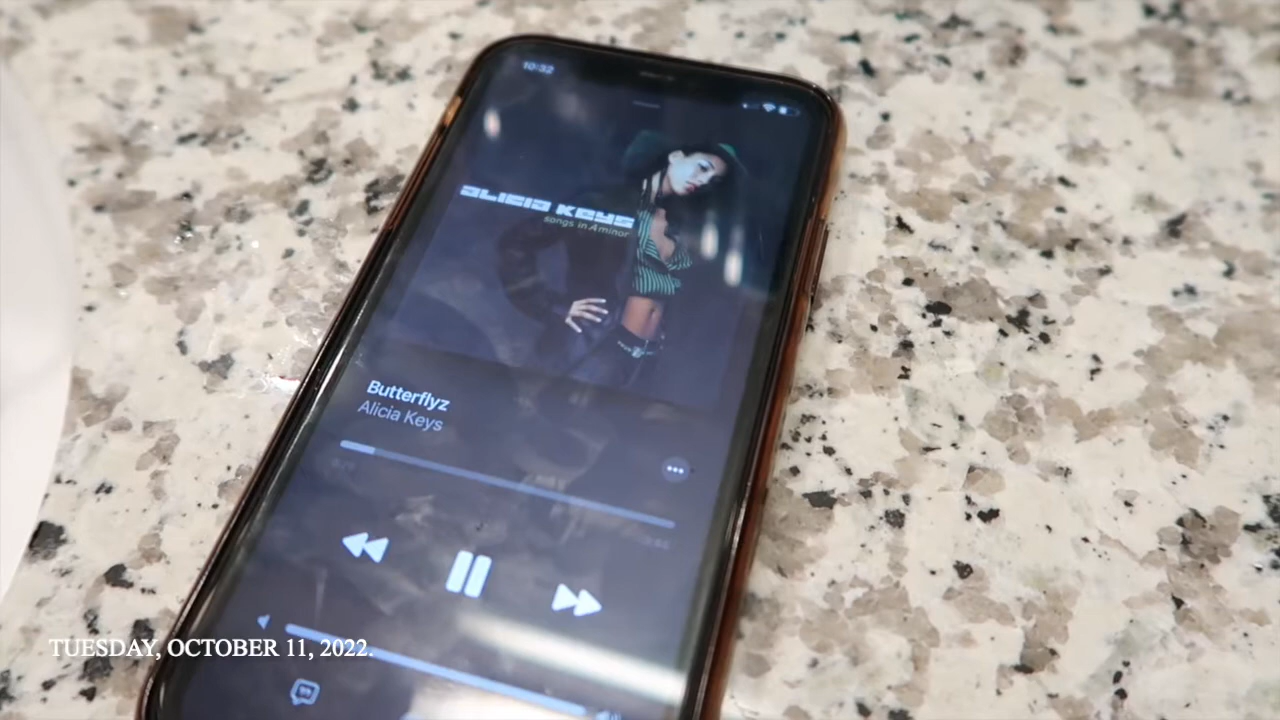 10:32
ALICIA KEYS
songs in A minor
Butterflyz
Alicia Keys
TUESDAY, OCTOBER 11, 2022.